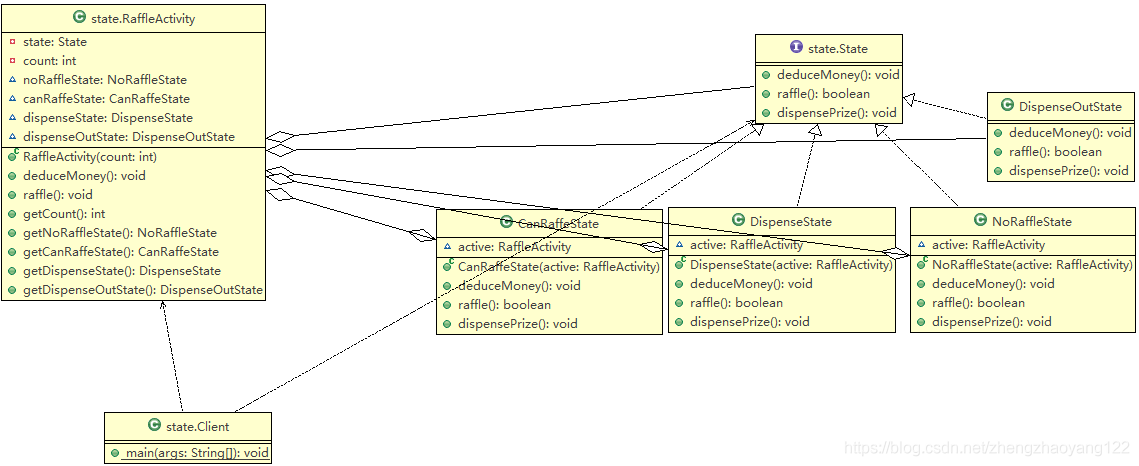 state.RaffleActivity
state: State
count: int
noRaffleState: NoRaffleState
canRaffeState: CanRaffeState
dispenseState: DispenseState
dispenseOutState: DispenseOutState
RaffleActivity(count: int)
deduceMoney(): void
raffle(): void
getCount(): int
getNoRaffleState(): NoRaffleState
getCanRaffeState(): CanRaffeState
getDispenseState(): DispenseState
getDispenseOutState(): DispenseOutState
state.State
deduceMoney(): void
raffle(): boolean
dispensePrize(): void
DispenseOutState
deduceMoney(): void
raffle(): boolean
dispensePrize(): void
CanRaffeState
active: RaffleActivity
CanRaffeState(active: RaffleActivity)
deduceMoney(): void
raffle(): boolean
dispensePrize(): void
DispenseState
active: RaffleActivity
DispenseState(active: RaffleActivity)
deduceMoney(): void
raffle(): boolean
dispensePrize(): void
NoRaffleState
active: RaffleActivity
NoRaffleState(active: RaffleActivity)
deduceMoney(): void
raffle(): boolean
dispensePrize(): void
state.Client
main(args: String[]): void
https://blog.csdn.net/zhengzhaoyang122